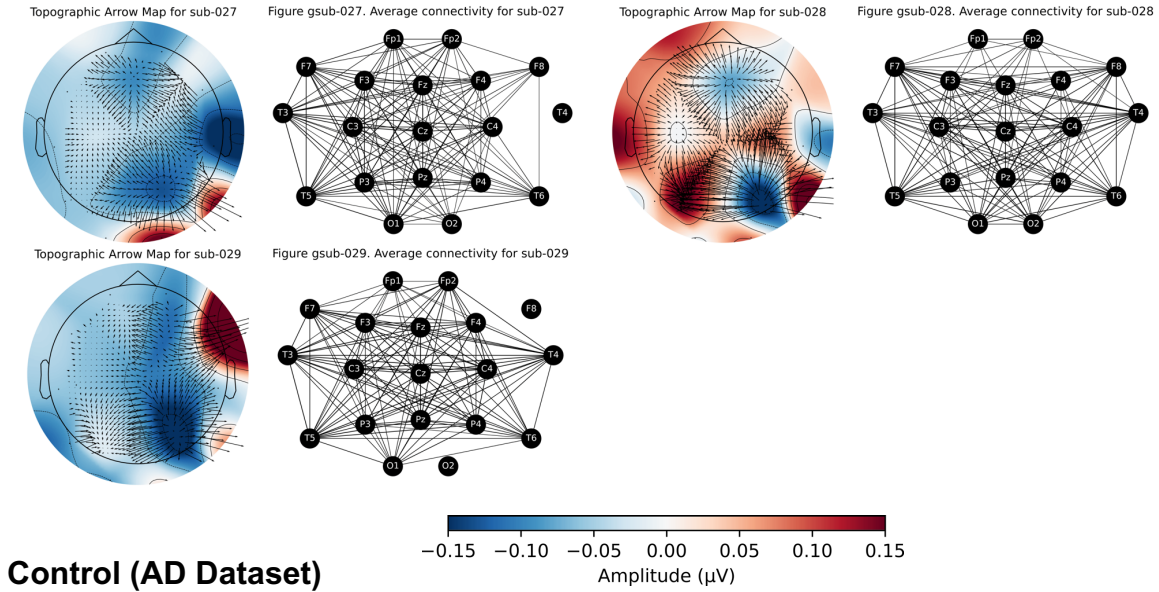 Topographic Arrow Map for sub-027
Figure gsub-027. Average connectivity for sub-027
Topographic Arrow Map for sub-028
Figure gsub-028. Average connectivity for sub-028
Fp1 Fp2
F7 F8
F3 Fz F4
T3 T4
C3 Cz C4
P3 Pz P4
T5 T6
O1 O2
Fp1 Fp2
F7 F8
F3 Fz F4
T3 T4
C3 Cz C4
P3 Pz P4
T5 T6
O1 O2
Topographic Arrow Map for sub-029
Figure gsub-029. Average connectivity for sub-029
Fp1 Fp2
F7 F8
F3 Fz F4
T3 T4
C3 Cz C4
P3 Pz P4
T5 T6
O1 O2
−0.15 −0.10 −0.05 0.00 0.05 0.10 0.15
Amplitude (μV)
Control (AD Dataset)